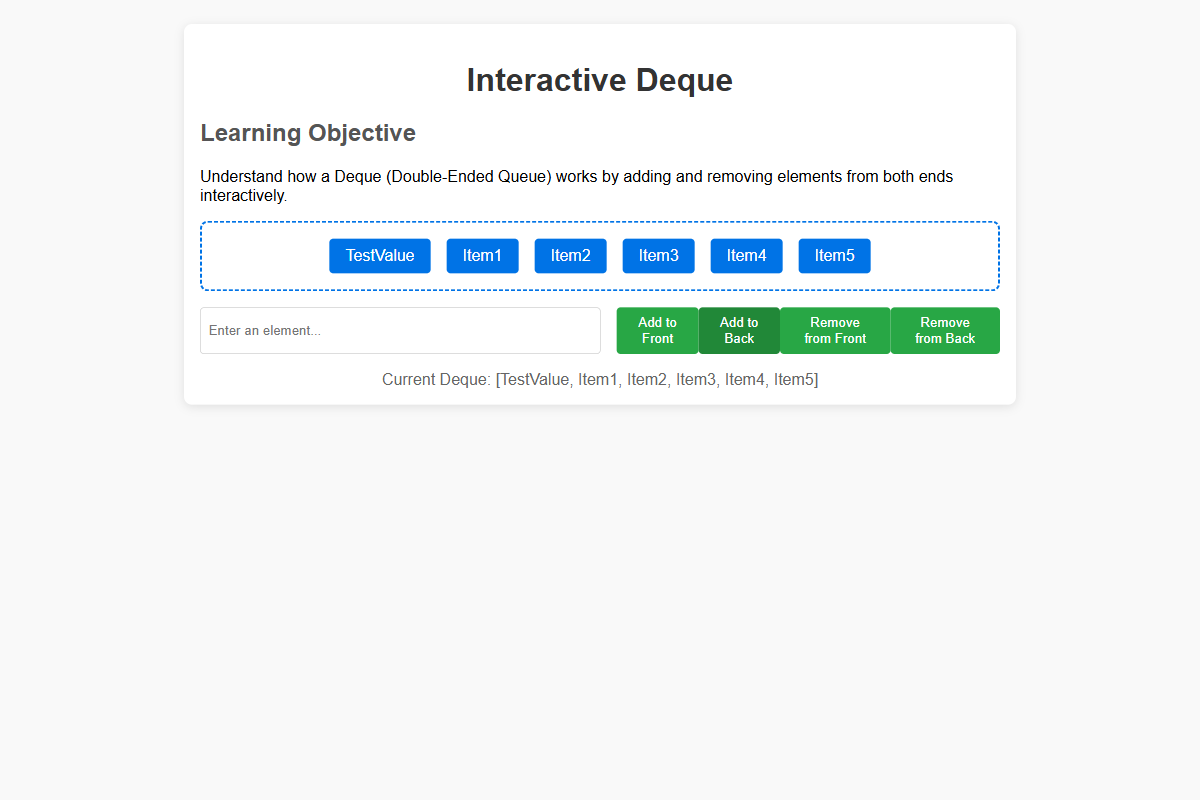 Interactive Deque
Learning Objective
Understand how a Deque (Double-Ended Queue) works by adding and removing elements from both ends
interactively.
TestValue Item1 Item2 Item3 Item4 Item5
Enter an element...
Add to
Front
Add to
Back
Remove
from Front
Remove
from Back
Current Deque: [TestValue, Item1, Item2, Item3, Item4, Item5]